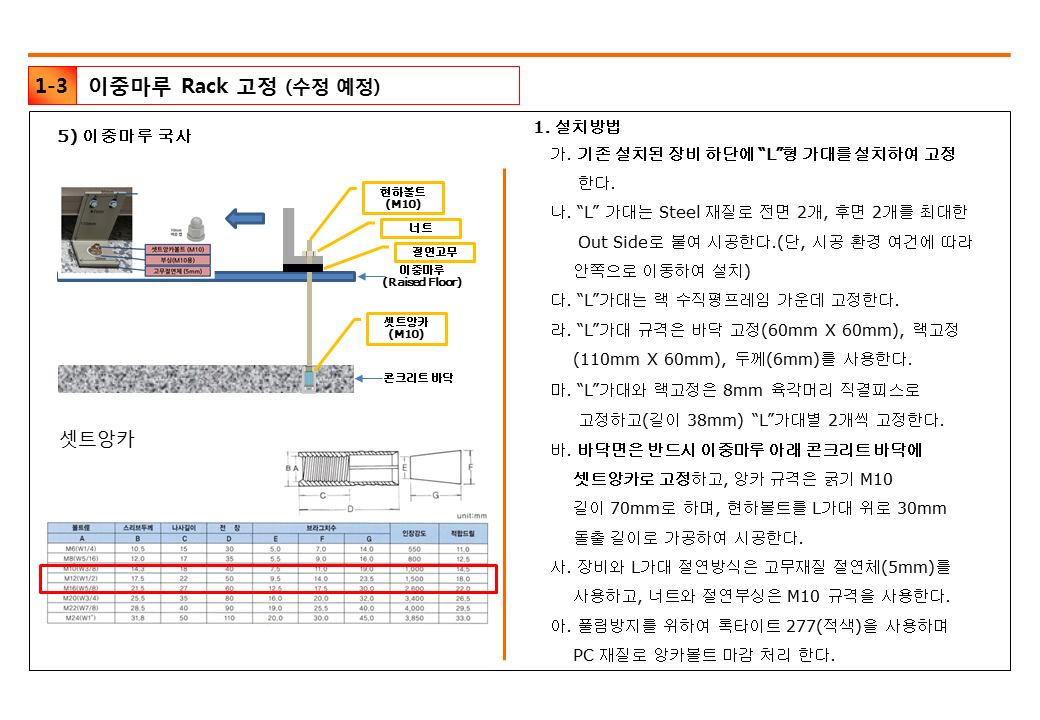 1-3 이중마루 Rack 고정 (수정 예정)
5) 이중마루 국사
현하볼트
(M10)
너트
절연고무
이중마루
(Raised Floor)
셋트앙카볼트 (M10)
부싱(M10용)
고무절연체 (5mm)
셋트앙카
(M10)
콘크리트 바닥
셋트앙카
B A E F
C G
D
unit:mm
볼트경 스리브두께 나사길이 전 장 브라그치수 인장강도 적합드릴
A B C D E F G
M6(W1/4) 10,5 15 30 5,0 7,0 14,0 550 11,0
M8(W5/16) 12,0 17 35 5,5 9,0 16,0 800 12,5
M10(W3/8) 14,3 18 40 7,5 11,0 19,0 1,000 14,5
M12(W1/2) 17,5 22 50 9,5 14,0 23,5 1,500 18,0
M16(W5/8) 21,5 27 60 12,5 17,5 30,0 2,600 22,0
M20(W3/4) 25,5 35 80 16,0 20,0 32,0 3,400 26,5
M22(W7/8) 28,5 40 90 19,0 25,5 40,0 4,000 29,5
M24(W1") 31,8 50 110 20,0 30,0 45,0 3,850 33,0
1. 설치방법
가. 기존 설치된 장비 하단에 “L”형 가대를 설치하여 고정
한다.
나. “L” 가대는 Steel 재질로 전면 2개, 후면 2개를 최대한
Out Side로 붙여 시공한다.(단, 시공 환경 여건에 따라
안쪽으로 이동하여 설치)
다. “L”가대는 랙 수직평프레임 가운데 고정한다.
라. “L”가대 규격은 바닥 고정(60mm X 60mm), 랙고정
(110mm X 60mm), 두께(6mm)를 사용한다.
마. “L”가대와 랙고정은 8mm 육각머리 직결피스로
고정하고(길이 38mm) “L”가대별 2개씩 고정한다.
바. 바닥면은 반드시 이중마루 아래 콘크리트 바닥에
셋트앙카로 고정하고, 앙카 규격은 굵기 M10
길이 70mm로 하며, 현하볼트를 L가대 위로 30mm
돌출 길이로 가공하여 시공한다.
사. 장비와 L가대 절연방식은 고무재질 절연체(5mm)를
사용하고, 너트와 절연부싱은 M10 규격을 사용한다.
아. 풀림방지를 위하여 록타이트 277(적색)을 사용하며
PC 재질로 앙카볼트 마감 처리 한다.